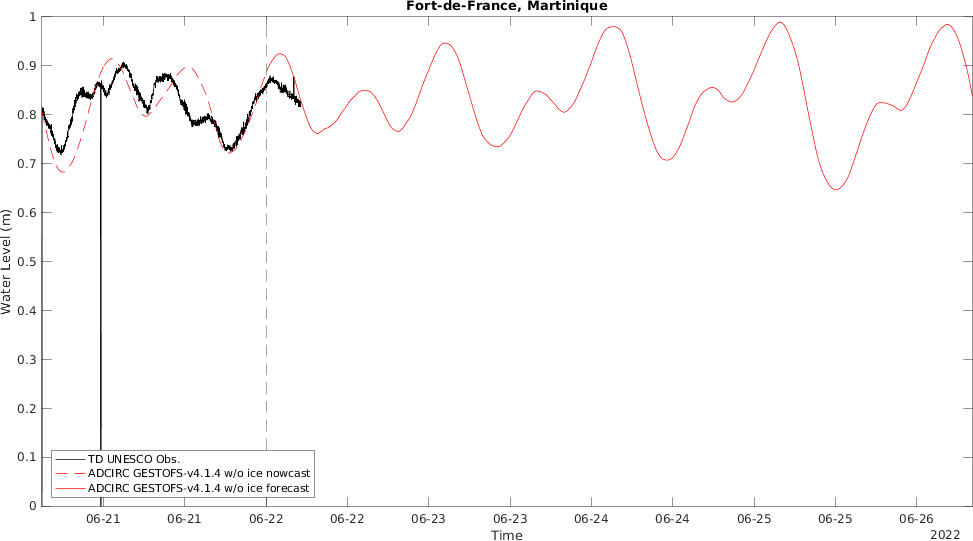 Fort-de-France, Martinique
1
0.9
0.8
0.7
0.6
0.5
0.4
0.3
0.2
0.1
0
Water Level (m)
TD UNESCO Obs.
ADCIRC GESTOFS-v4.1.4 w/o ice nowcast
ADCIRC GESTOFS-v4.1.4 w/o ice forecast
06-21 06-21 06-22 06-22 06-23 06-23 06-24 06-24 06-25 06-25 06-26
Time
2022